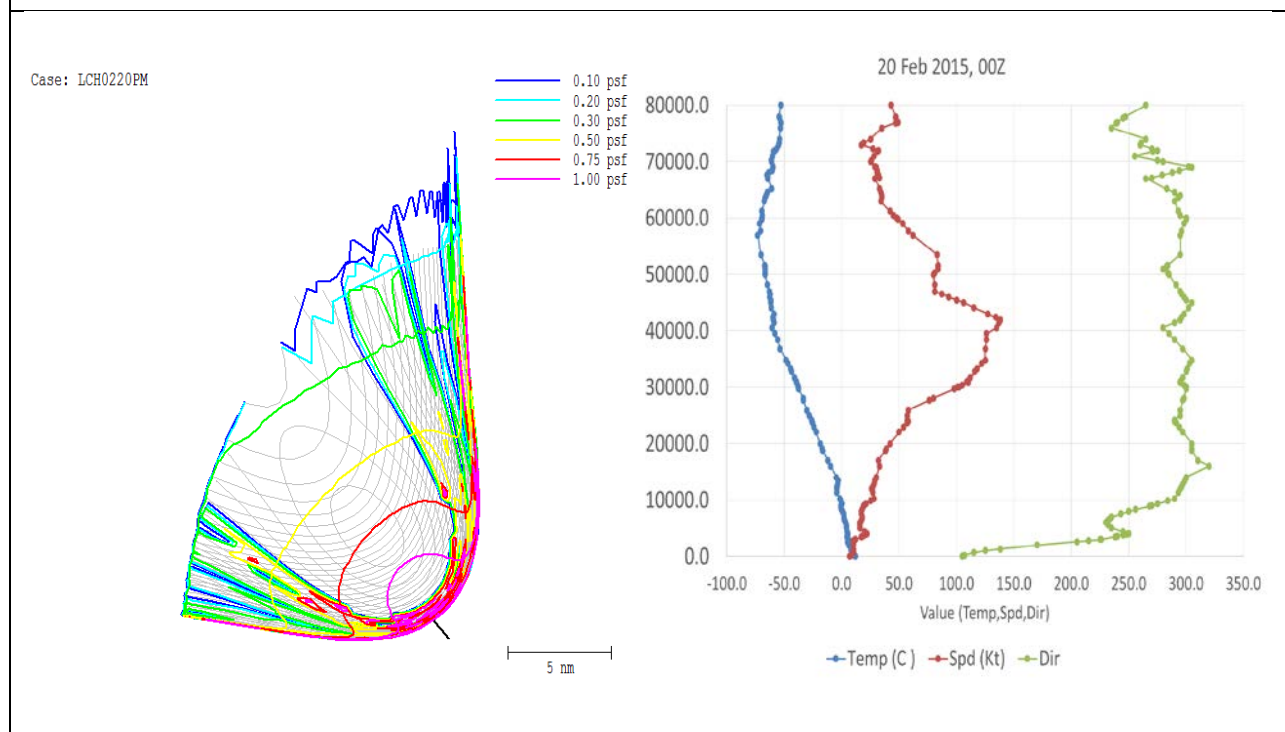 Case: LCH0220PM
0.10 psf
0.20 psf
0.30 psf
0.50 psf
0.75 psf
1.00 psf
5 nm
20 Feb 2015, 00Z
80000.0
70000.0
60000.0
50000.0
40000.0
30000.0
20000.0
10000.0
0.0
-100.0 -50.0 0.0 50.0 100.0 150.0 200.0 250.0 300.0 350.0
Value (Temp,Spd,Dir)
Temp (C ) Spd (Kt) Dir